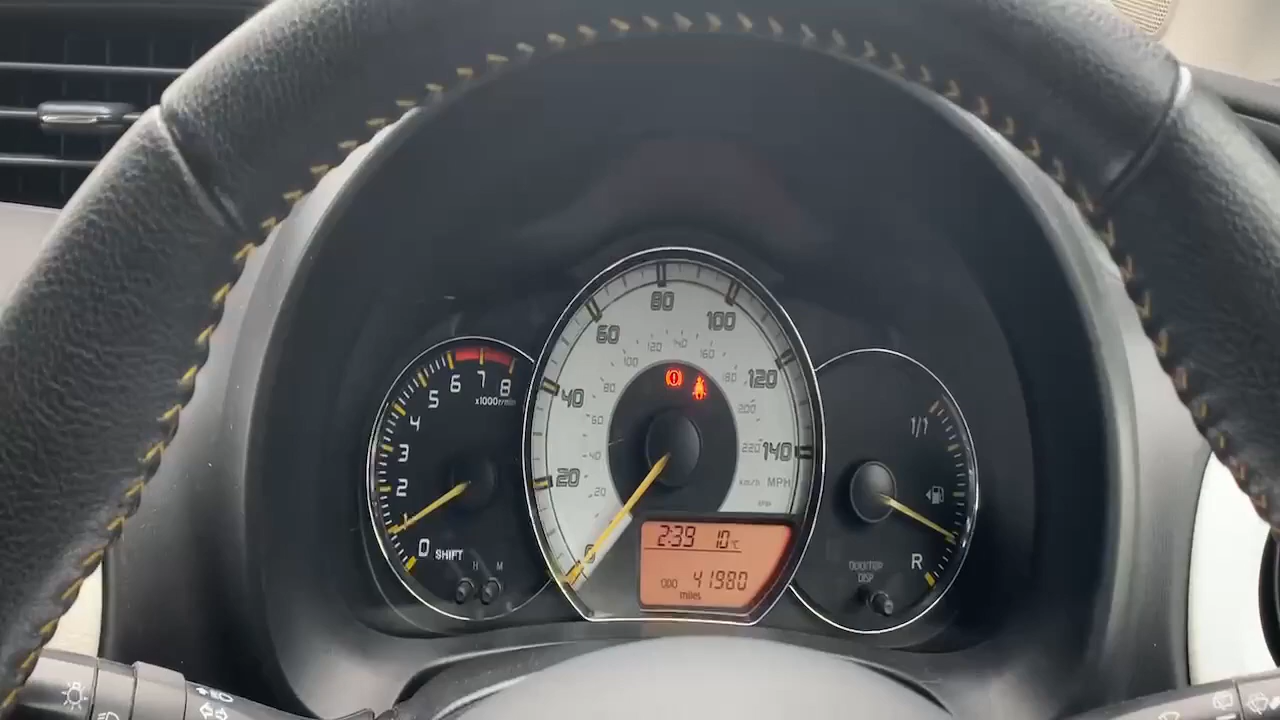 0 1 2 3 4 5 6 7 8
x1000r/min
SHIFT
H M
0 20 40 60 80 100 120 140
20 40 60 80 100 120 140 160 180 200 220
km/h MPH
2:39 10°C
ODO 41980
miles
1/1
R
ODO/TRIP
DISP